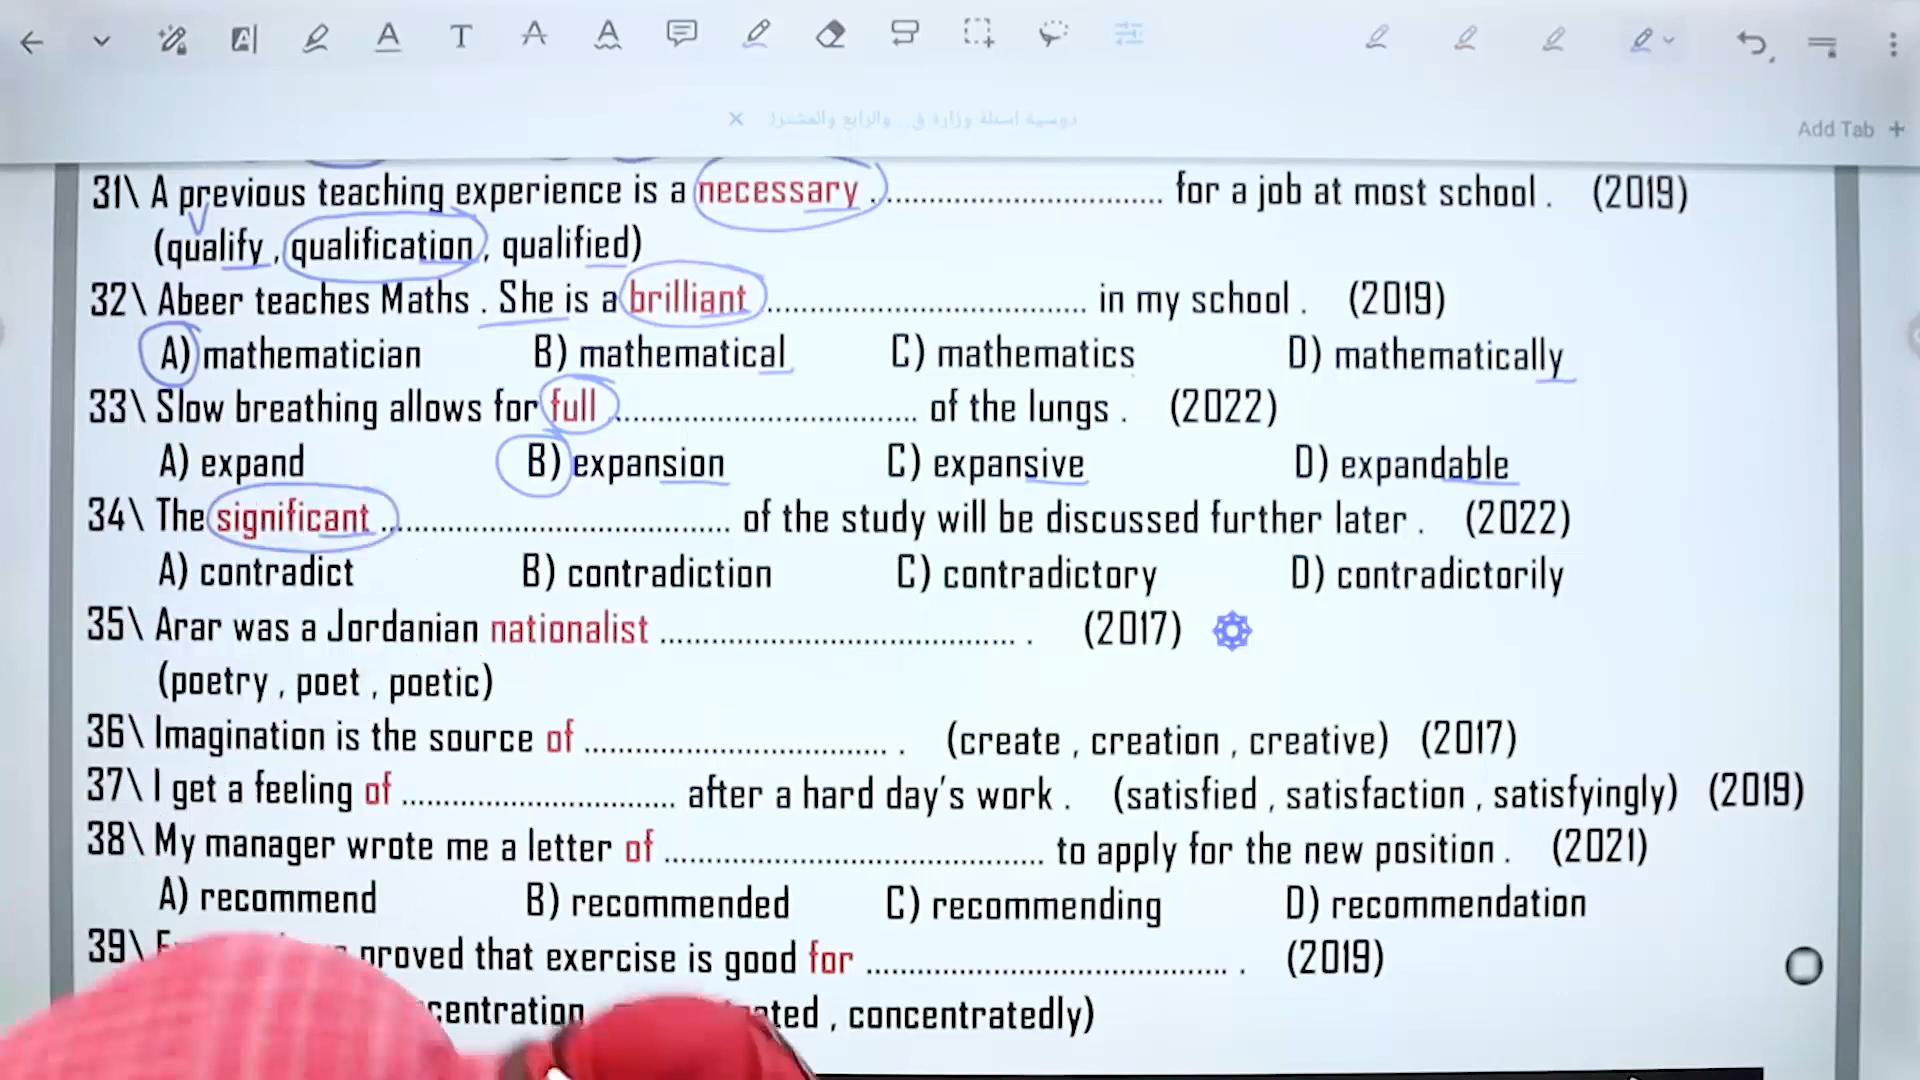 دوسية اسئلة وزارة ق... والرابع والمشترك
Add Tab +
31\ A previous teaching experience is a necessary ................................ for a job at most school . (2019)
(qualify , qualification , qualified)
32\ Abeer teaches Maths . She is a brilliant ................................ in my school . (2019)
A) mathematician B) mathematical C) mathematics D) mathematically
33\ Slow breathing allows for full ................................ of the lungs . (2022)
A) expand B) expansion C) expansive D) expandable
34\ The significant ................................ of the study will be discussed further later . (2022)
A) contradict B) contradiction C) contradictory D) contradictorily
35\ Arar was a Jordanian nationalist ................................ . (2017)
(poetry , poet , poetic)
36\ Imagination is the source of ................................ . (create , creation , creative) (2017)
37\ I get a feeling of ................................ after a hard day's work . (satisfied , satisfaction , satisfyingly) (2019)
38\ My manager wrote me a letter of ................................ to apply for the new position . (2021)
A) recommend B) recommended C) recommending D) recommendation
39\ proved that exercise is good for ................................ . (2019)
, concentratedly)